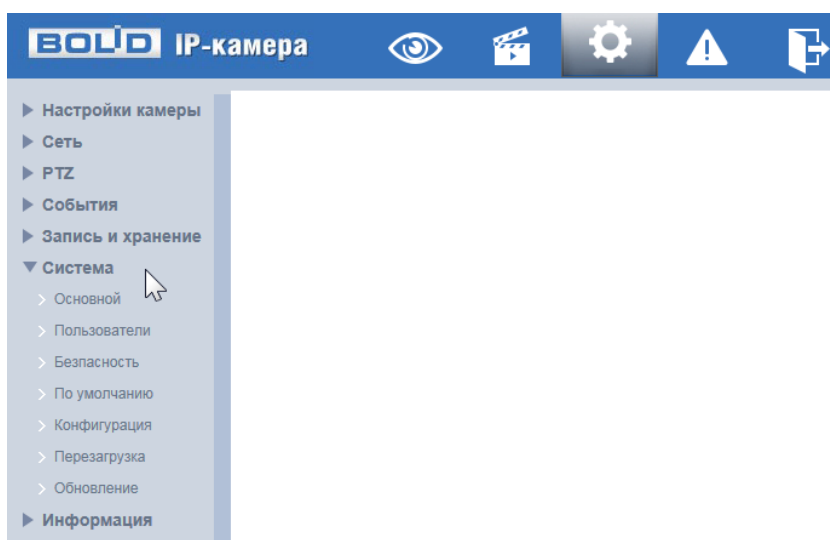 BOLID IP-камера
Настройки камеры
Сеть
PTZ
События
Запись и хранение
Система
Основной
Пользователи
Безпасность
По умолчанию
Конфигурация
Перезагрузка
Обновление
Информация